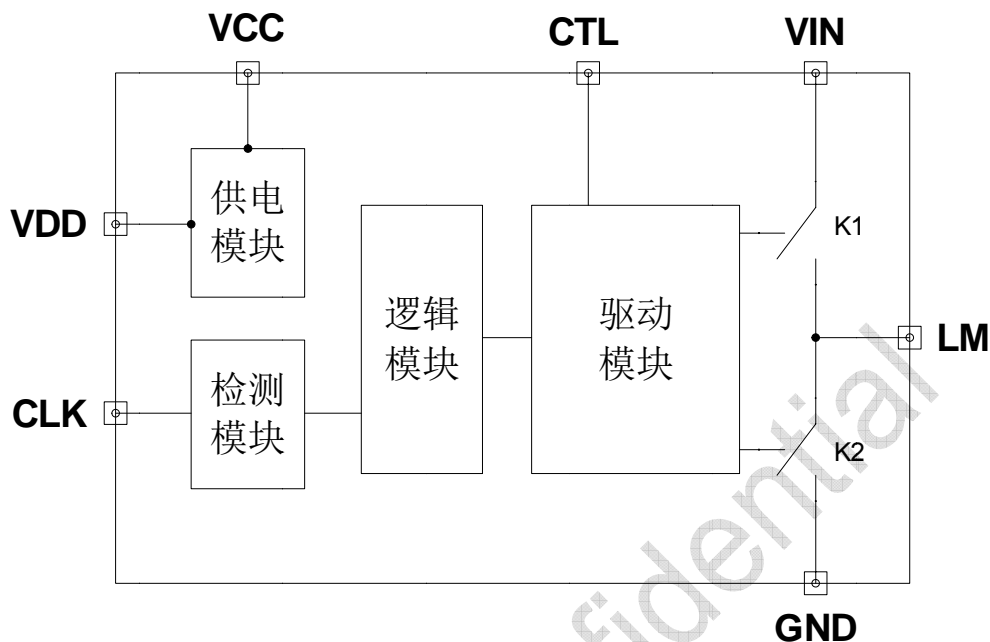 VCC
CTL
VIN
供电
模块
VDD
K1
逻辑
模块
驱动
模块
LM
检测
模块
CLK
K2
GND
fidential